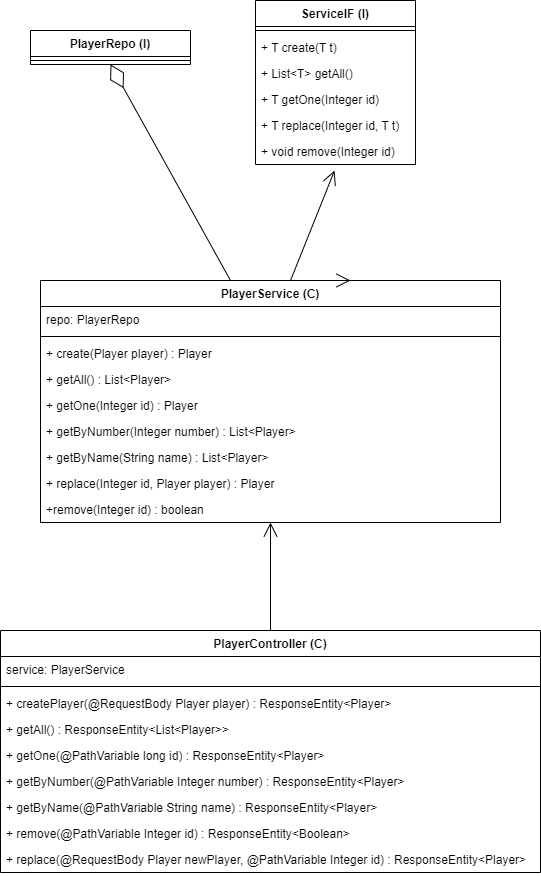 ServiceIF (I)
+ T create(T t)
+ List<T> getAll()
+ T getOne(Integer id)
+ T replace(Integer id, T t)
+ void remove(Integer id)
PlayerRepo (I)
PlayerService (C)
repo: PlayerRepo
+ create(Player player) : Player
+ getAll() : List<Player>
+ getOne(Integer id) : Player
+ getByNumber(Integer number) : List<Player>
+ getByName(String name) : List<Player>
+ replace(Integer id, Player player) : Player
+remove(Integer id) : boolean
PlayerController (C)
service: PlayerService
+ createPlayer(@RequestBody Player player) : ResponseEntity<Player>
+ getAll() : ResponseEntity<List<Player>>
+ getOne(@PathVariable long id) : ResponseEntity<Player>
+ getByNumber(@PathVariable Integer number) : ResponseEntity<Player>
+ getByName(@PathVariable String name) : ResponseEntity<Player>
+ remove(@PathVariable Integer id) : ResponseEntity<Boolean>
+ replace(@RequestBody Player newPlayer, @PathVariable Integer id) : ResponseEntity<Player>